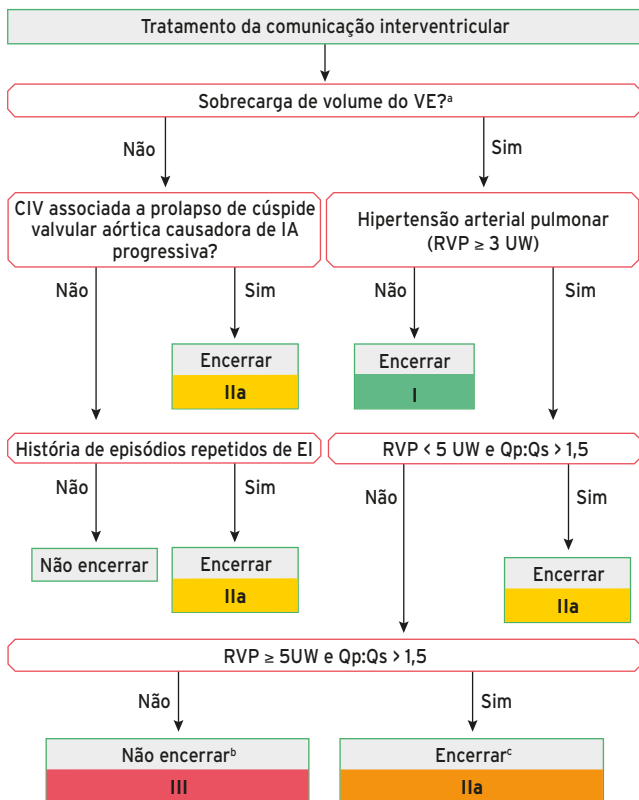 Tratamento da comunicação interventricular
Sobrecarga de volume do VE?ᵃ
Não
Sim
CIV associada a prolapso de cúspide
valvular aórtica causadora de IA
progressiva?
Hipertensão arterial pulmonar
(RVP ≥ 3 UW)
Não
Sim
Não
Sim
Encerrar
IIa
Encerrar
I
História de episódios repetidos de EI
RVP < 5 UW e Qp:Qs > 1,5
Não
Sim
Não
Sim
Não encerrar
Encerrar
IIa
Encerrar
IIa
RVP ≥ 5UW e Qp:Qs > 1,5
Não
Sim
Não encerrarᵇ
III
Encerrarᶜ
IIa